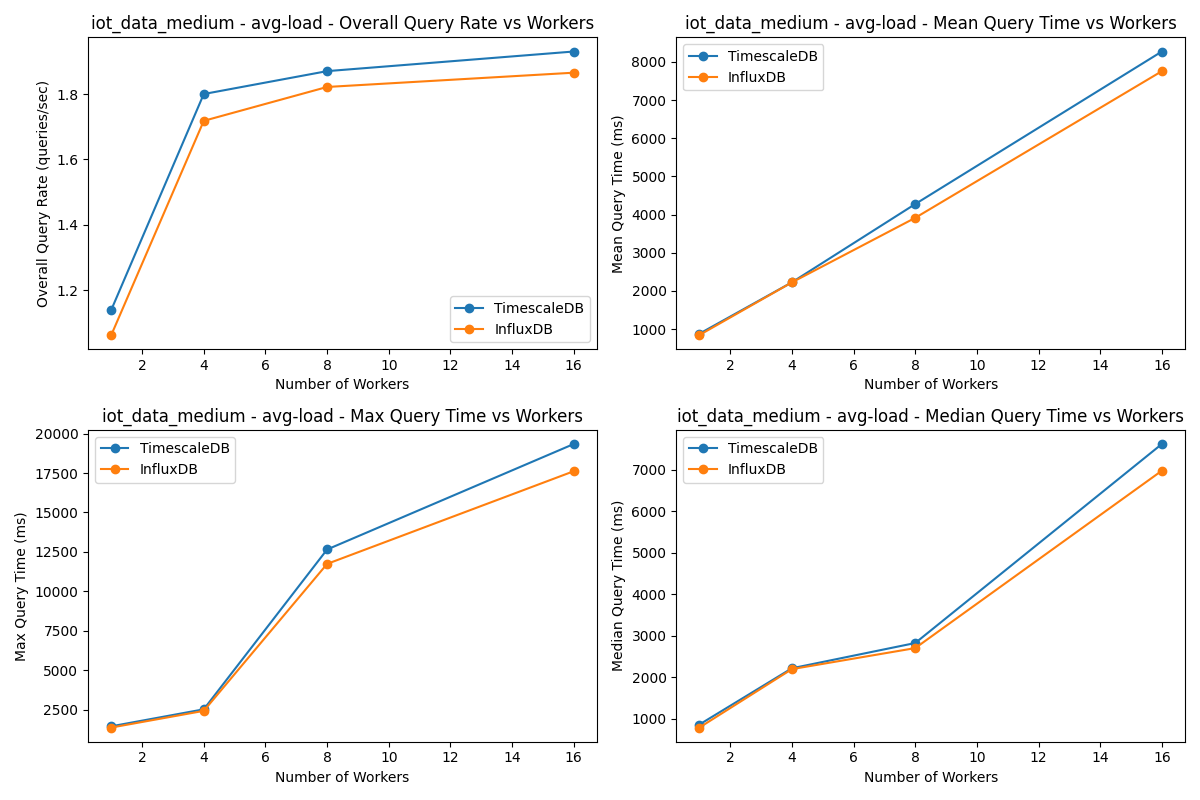 iot_data_medium - avg-load - Overall Query Rate vs Workers
Overall Query Rate (queries/sec)
1.8
1.6
1.4
1.2
TimescaleDB
InfluxDB
2 4 6 8 10 12 14 16
Number of Workers
iot_data_medium - avg-load - Mean Query Time vs Workers
TimescaleDB
InfluxDB
Mean Query Time (ms)
8000
7000
6000
5000
4000
3000
2000
1000
2 4 6 8 10 12 14 16
Number of Workers
iot_data_medium - avg-load - Max Query Time vs Workers
TimescaleDB
InfluxDB
Max Query Time (ms)
20000
17500
15000
12500
10000
7500
5000
2500
2 4 6 8 10 12 14 16
Number of Workers
iot_data_medium - avg-load - Median Query Time vs Workers
TimescaleDB
InfluxDB
Median Query Time (ms)
7000
6000
5000
4000
3000
2000
1000
2 4 6 8 10 12 14 16
Number of Workers